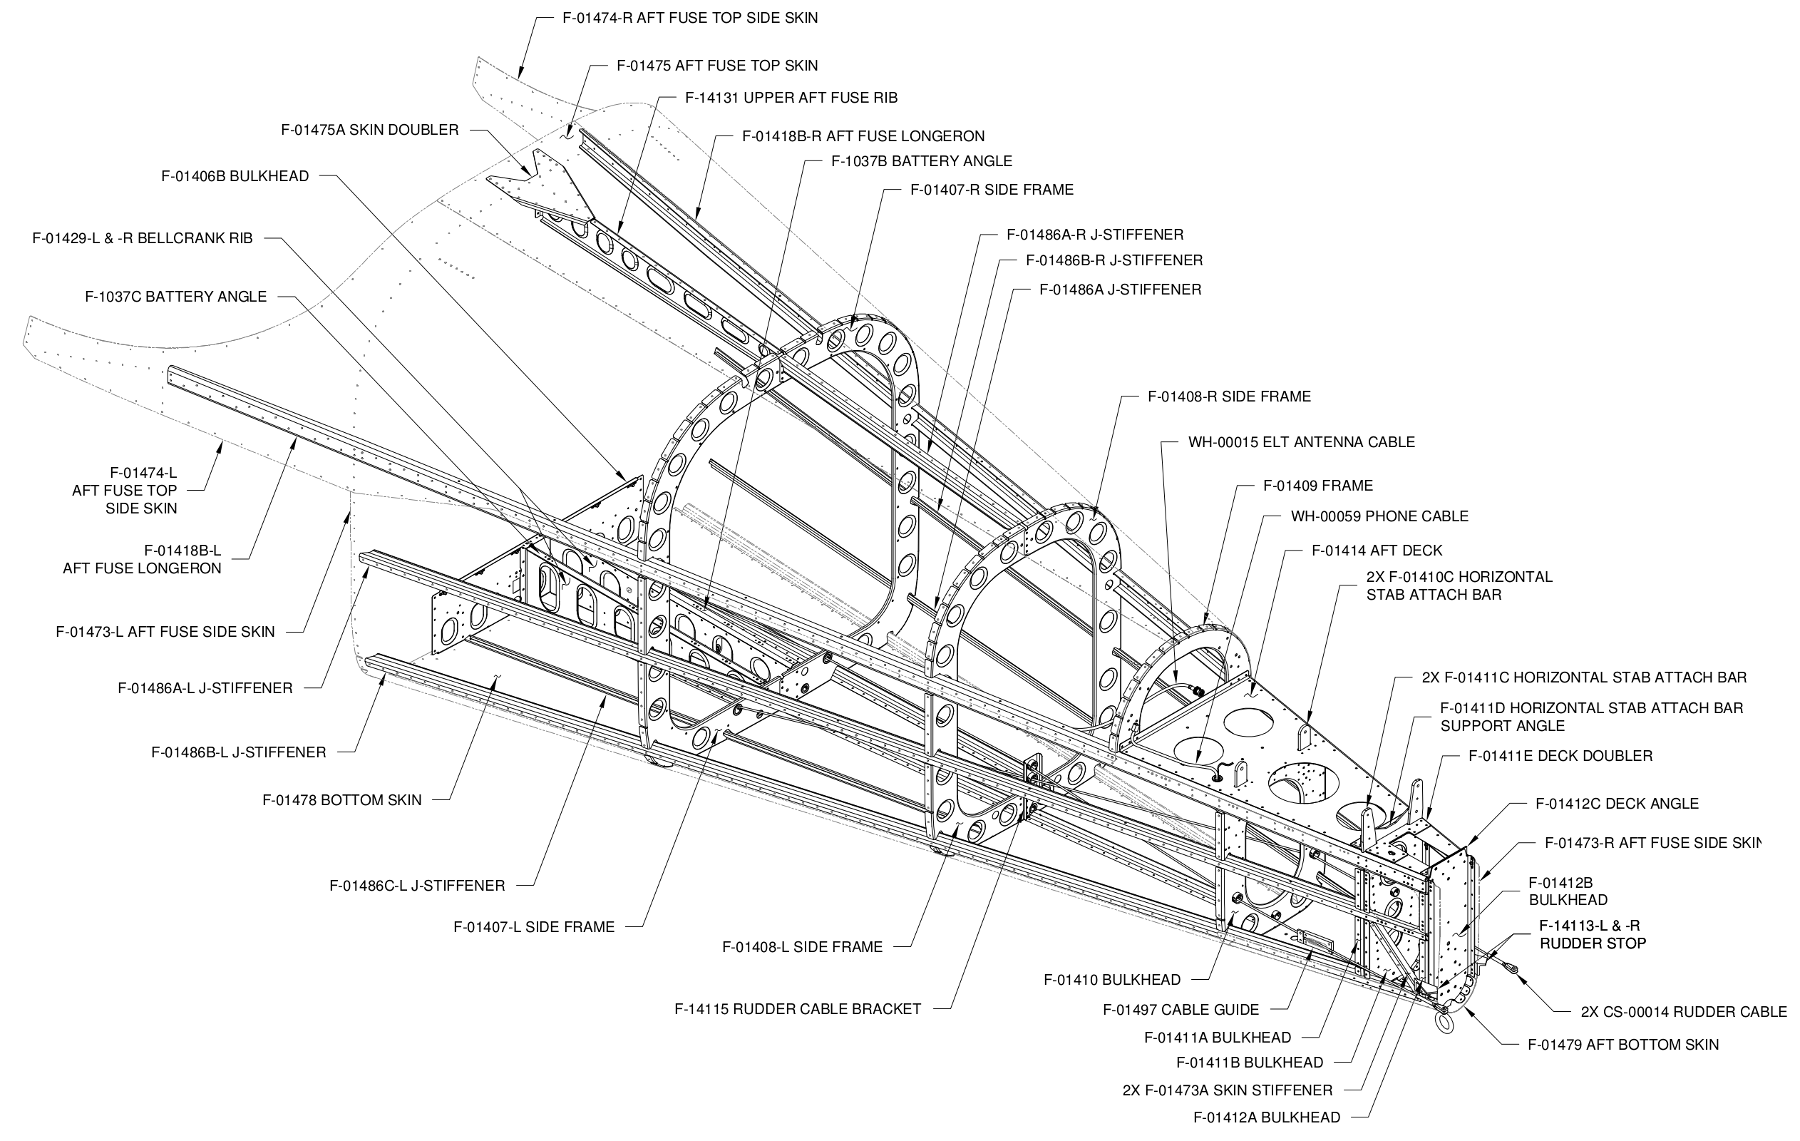 F-01474-R AFT FUSE TOP SIDE SKIN
F-01475 AFT FUSE TOP SKIN
F-14131 UPPER AFT FUSE RIB
F-01475A SKIN DOUBLER
F-01418B-R AFT FUSE LONGERON
F-1037B BATTERY ANGLE
F-01406B BULKHEAD
F-01407-R SIDE FRAME
F-01429-L & -R BELLCRANK RIB
F-01486A-R J-STIFFENER
F-01486B-R J-STIFFENER
F-01486A J-STIFFENER
F-1037C BATTERY ANGLE
F-01408-R SIDE FRAME
WH-00015 ELT ANTENNA CABLE
F-01474-L
AFT FUSE TOP
SIDE SKIN
F-01409 FRAME
WH-00059 PHONE CABLE
F-01418B-L
AFT FUSE LONGERON
F-01414 AFT DECK
2X F-01410C HORIZONTAL
STAB ATTACH BAR
F-01473-L AFT FUSE SIDE SKIN
F-01486A-L J-STIFFENER
2X F-01411C HORIZONTAL STAB ATTACH BAR
F-01411D HORIZONTAL STAB ATTACH BAR
SUPPORT ANGLE
F-01486B-L J-STIFFENER
F-01411E DECK DOUBLER
F-01478 BOTTOM SKIN
F-01412C DECK ANGLE
F-01473-R AFT FUSE SIDE SKIN
F-01486C-L J-STIFFENER
F-01412B
BULKHEAD
F-01407-L SIDE FRAME
F-14113-L & -R
RUDDER STOP
F-01408-L SIDE FRAME
F-01410 BULKHEAD
F-14115 RUDDER CABLE BRACKET
F-01497 CABLE GUIDE
2X CS-00014 RUDDER CABLE
F-01411A BULKHEAD
F-01479 AFT BOTTOM SKIN
F-01411B BULKHEAD
2X F-01473A SKIN STIFFENER
F-01412A BULKHEAD